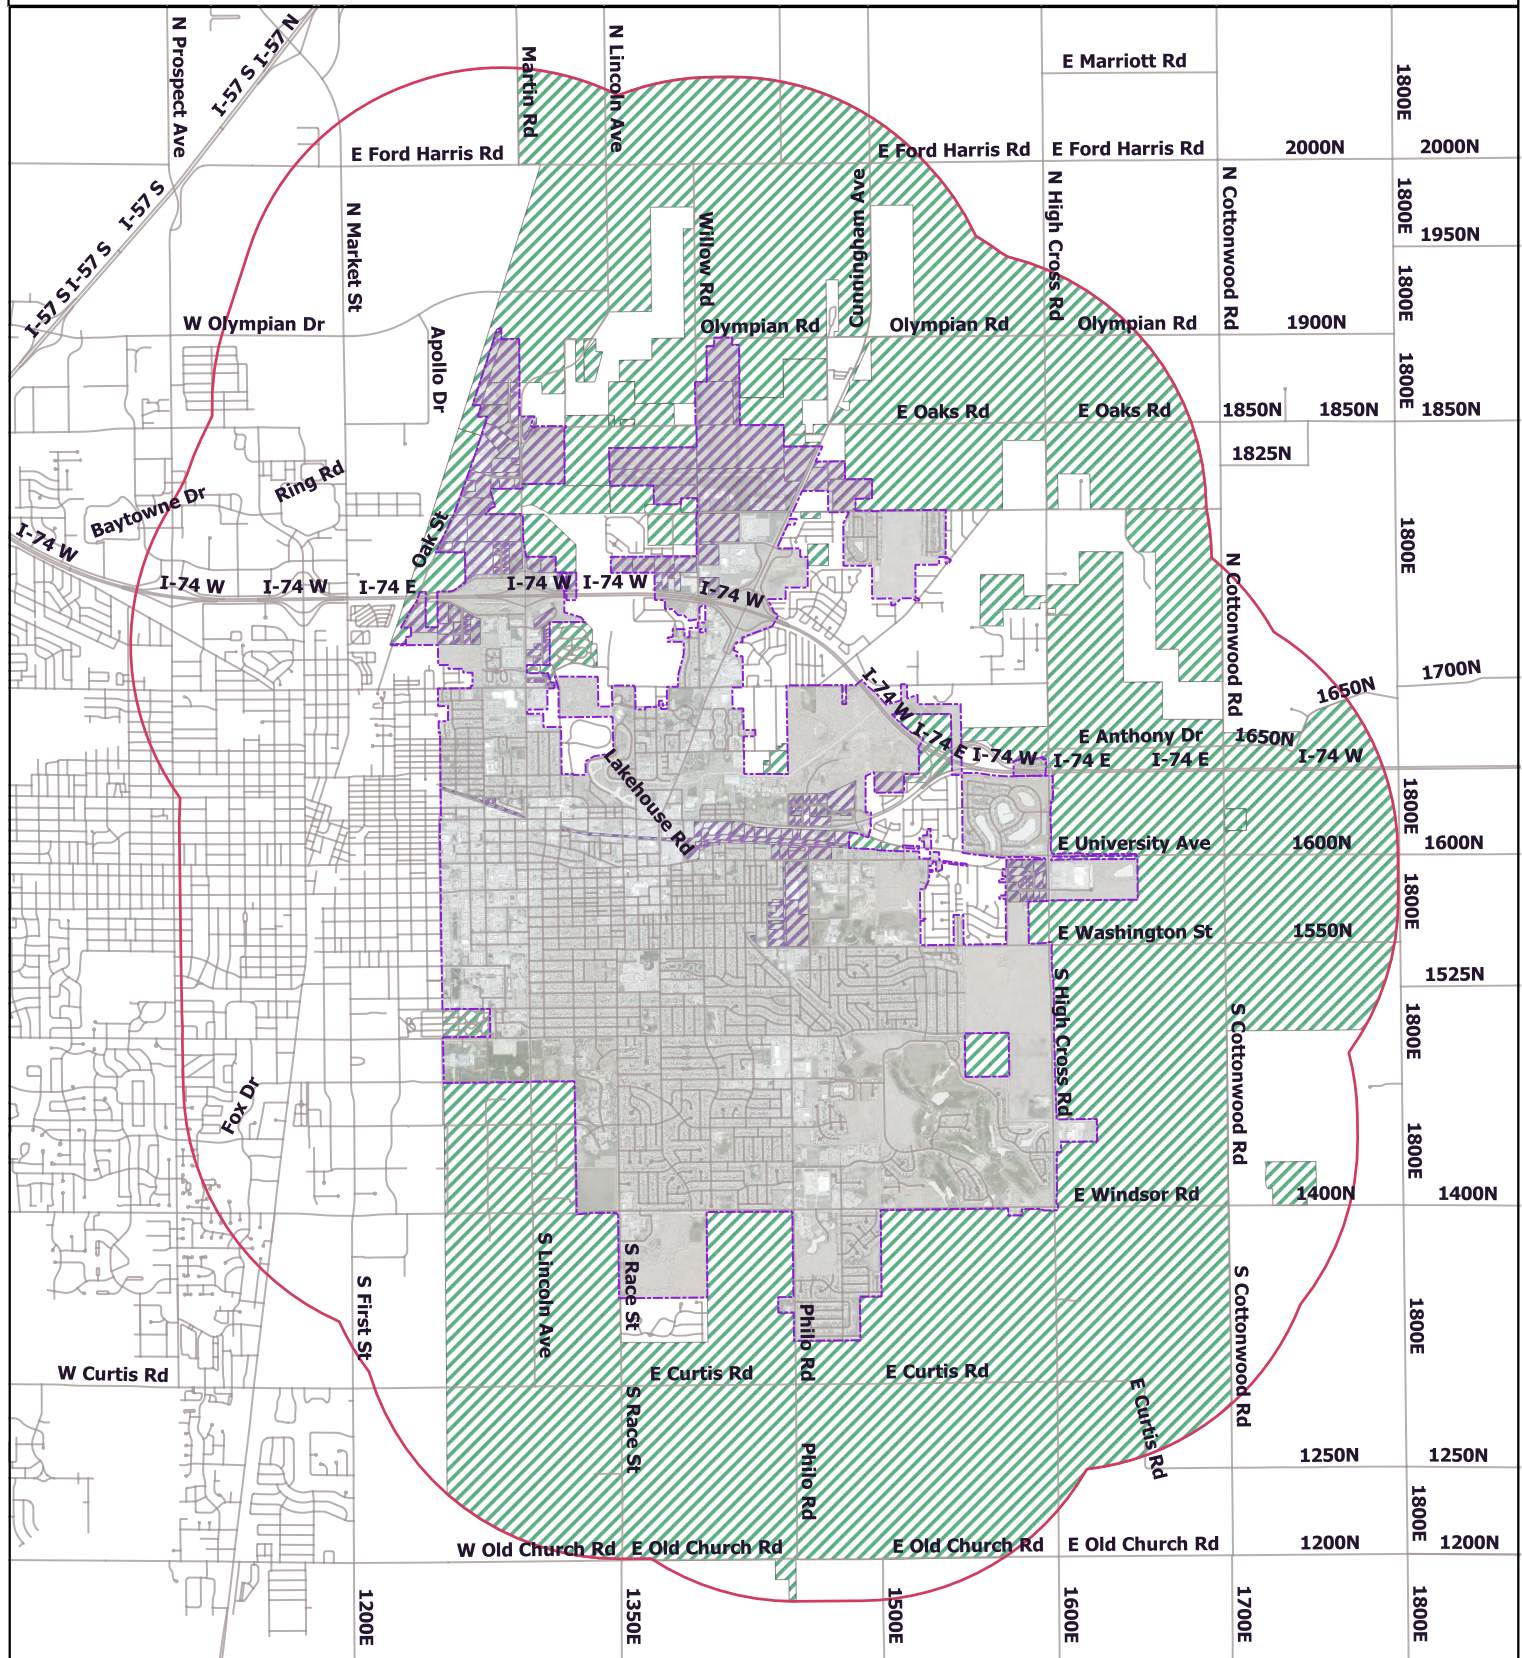 N Prospect Ave
I-57 S
I-57 N
Martin Rd
N Lincoln Ave
E Marriott Rd
1800E
E Ford Harris Rd
E Ford Harris Rd
E Ford Harris Rd
2000N
2000N
I-57 S
N Market St
Willow Rd
Cunningham Ave
N High Cross Rd
N Cottonwood Rd
1800E
1950N
I-57 S
I-57 S
1800E
W Olympian Dr
Olympian Rd
Olympian Rd
Olympian Rd
1900N
Apollo Dr
1800E
E Oaks Rd
E Oaks Rd
1850N
1850N
1850N
1825N
Ring Rd
Baytowne Dr
Oak St
I-74 W
1800E
I-74 W
I-74 W
I-74 E
I-74 W
I-74 W
I-74 W
N Cottonwood Rd
1700N
1650N
I-74 W
I-74 E
I-74 W
E Anthony Dr
1650N
I-74 E
I-74 E
I-74 W
Lakehouse Rd
1800E
E University Ave
1600N
1600N
1800E
E Washington St
1550N
1525N
S High Cross Rd
S Cottonwood Rd
1800E
Fox Dr
1800E
E Windsor Rd
1400N
1400N
S First St
S Lincoln Ave
S Race St
Philo Rd
S Cottonwood Rd
1800E
W Curtis Rd
E Curtis Rd
E Curtis Rd
E Curtis Rd
S Race St
Philo Rd
1250N
1250N
1800E
W Old Church Rd
E Old Church Rd
E Old Church Rd
E Old Church Rd
1200N
1200N
1200E
1350E
1500E
1600E
1700E
1800E